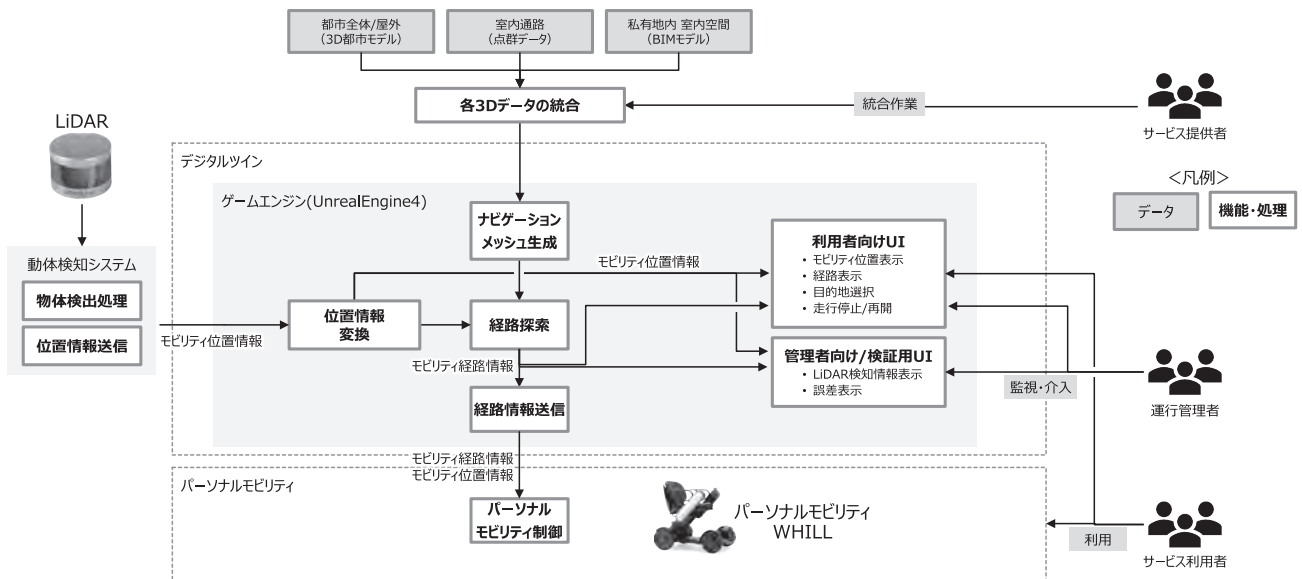 都市全体/屋外
(3D都市モデル)
室内通路
(点群データ)
私有地内 室内空間
(BIMモデル)
各3Dデータの統合
統合作業
サービス提供者
LiDAR
デジタルツイン
<凡例>
データ
機能・処理
ゲームエンジン(UnrealEngine4)
ナビゲーション
メッシュ生成
動体検知システム
物体検出処理
位置情報送信
モビリティ位置情報
位置情報
変換
経路探索
モビリティ位置情報
利用者向けUI
• モビリティ位置表示
• 経路表示
• 目的地選択
• 走行停止/再開
モビリティ経路情報
管理者向け/検証用UI
• LiDAR検知情報表示
• 誤差表示
監視・介入
運行管理者
経路情報送信
モビリティ経路情報
モビリティ位置情報
パーソナルモビリティ
パーソナル
モビリティ制御
パーソナルモビリティ
WHILL
利用
サービス利用者